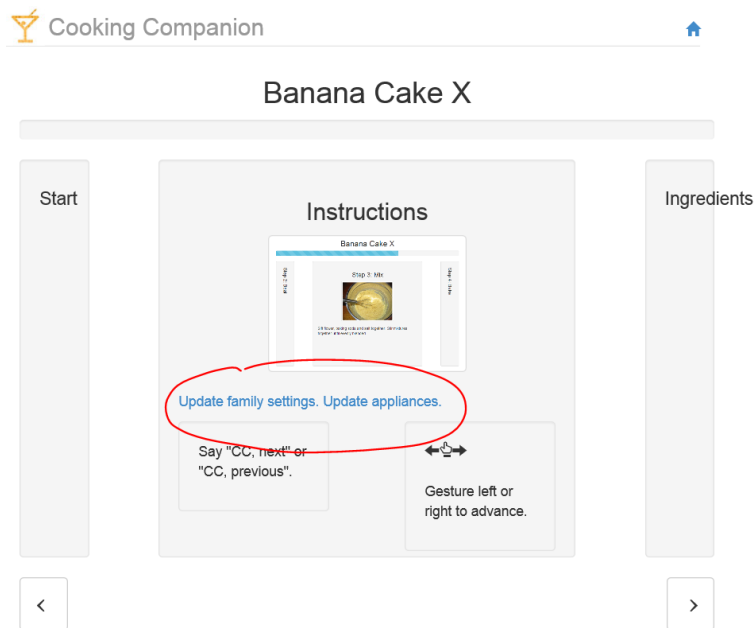 Cooking Companion
Banana Cake X
Start
Instructions
Ingredients
Banana Cake X
Step 3: Mix
Update family settings. Update appliances.
Say "CC, next" or
"CC, previous".
Gesture left or
right to advance.